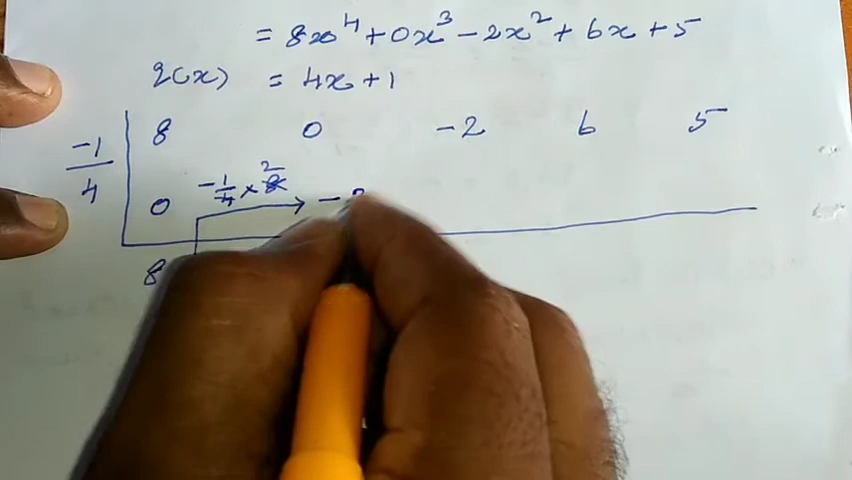 = 8x⁴ + 0x³ - 2x² + 6x + 5
q(x) = 4x + 1
-1/4 | 8 0 -2 6 5
0 -1/4 × 8 2 → -2
8